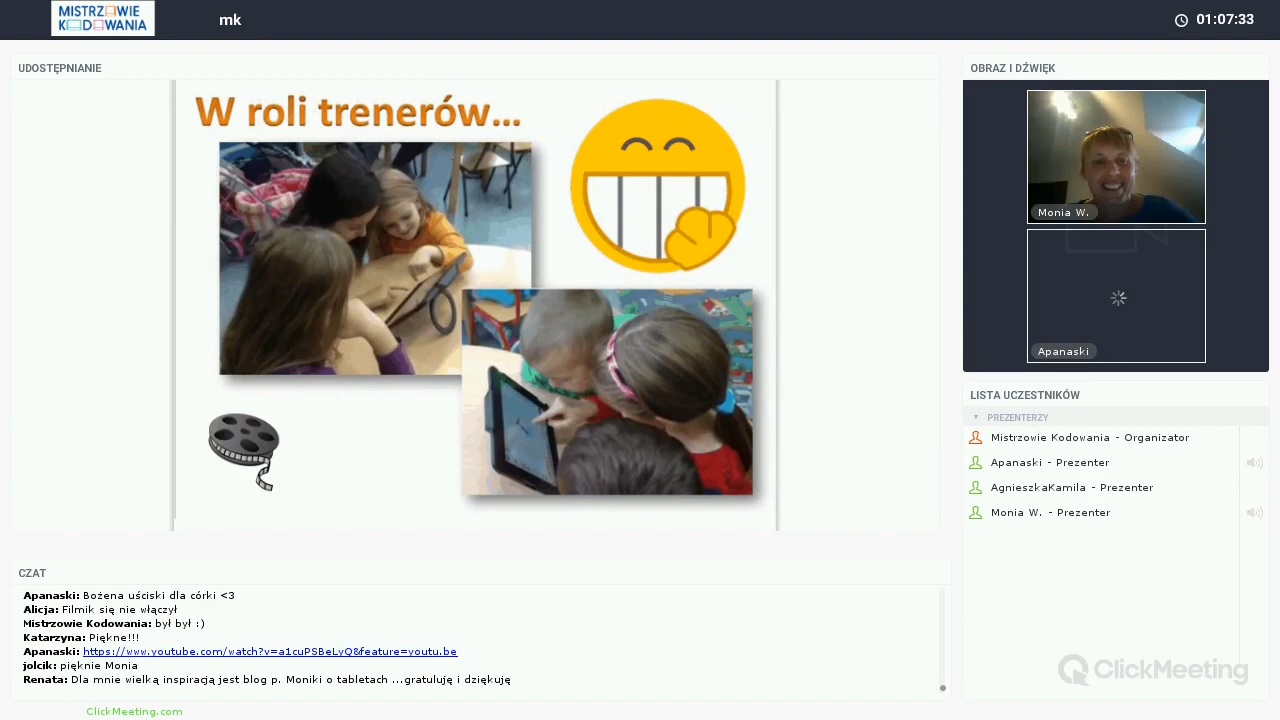 MISTRZOWIE
KODOWANIA
mk
01:07:33
UDOSTĘPNIANIE
W roli trenerów...
OBRAZ I DŹWIĘK
Monia W.
Apanaski
LISTA UCZESTNIKÓW
PREZENTERZY
Mistrzowie Kodowania - Organizator
Apanaski - Prezenter
AgnieszkaKamila - Prezenter
Monia W. - Prezenter
ClickMeeting
CZAT
Apanaski: Bożena uściski dla córki <3
Alicja: Filmik się nie włączył
Mistrzowie Kodowania: był był :)
Katarzyna: Piękne!!!
Apanaski: https://www.youtube.com/watch?v=a1cuPSBeLyQ&feature=youtu.be
jolcik: pięknie Monia
Renata: Dla mnie wielką inspiracją jest blog p. Moniki o tabletach ...gratuluję i dziękuję
ClickMeeting.com